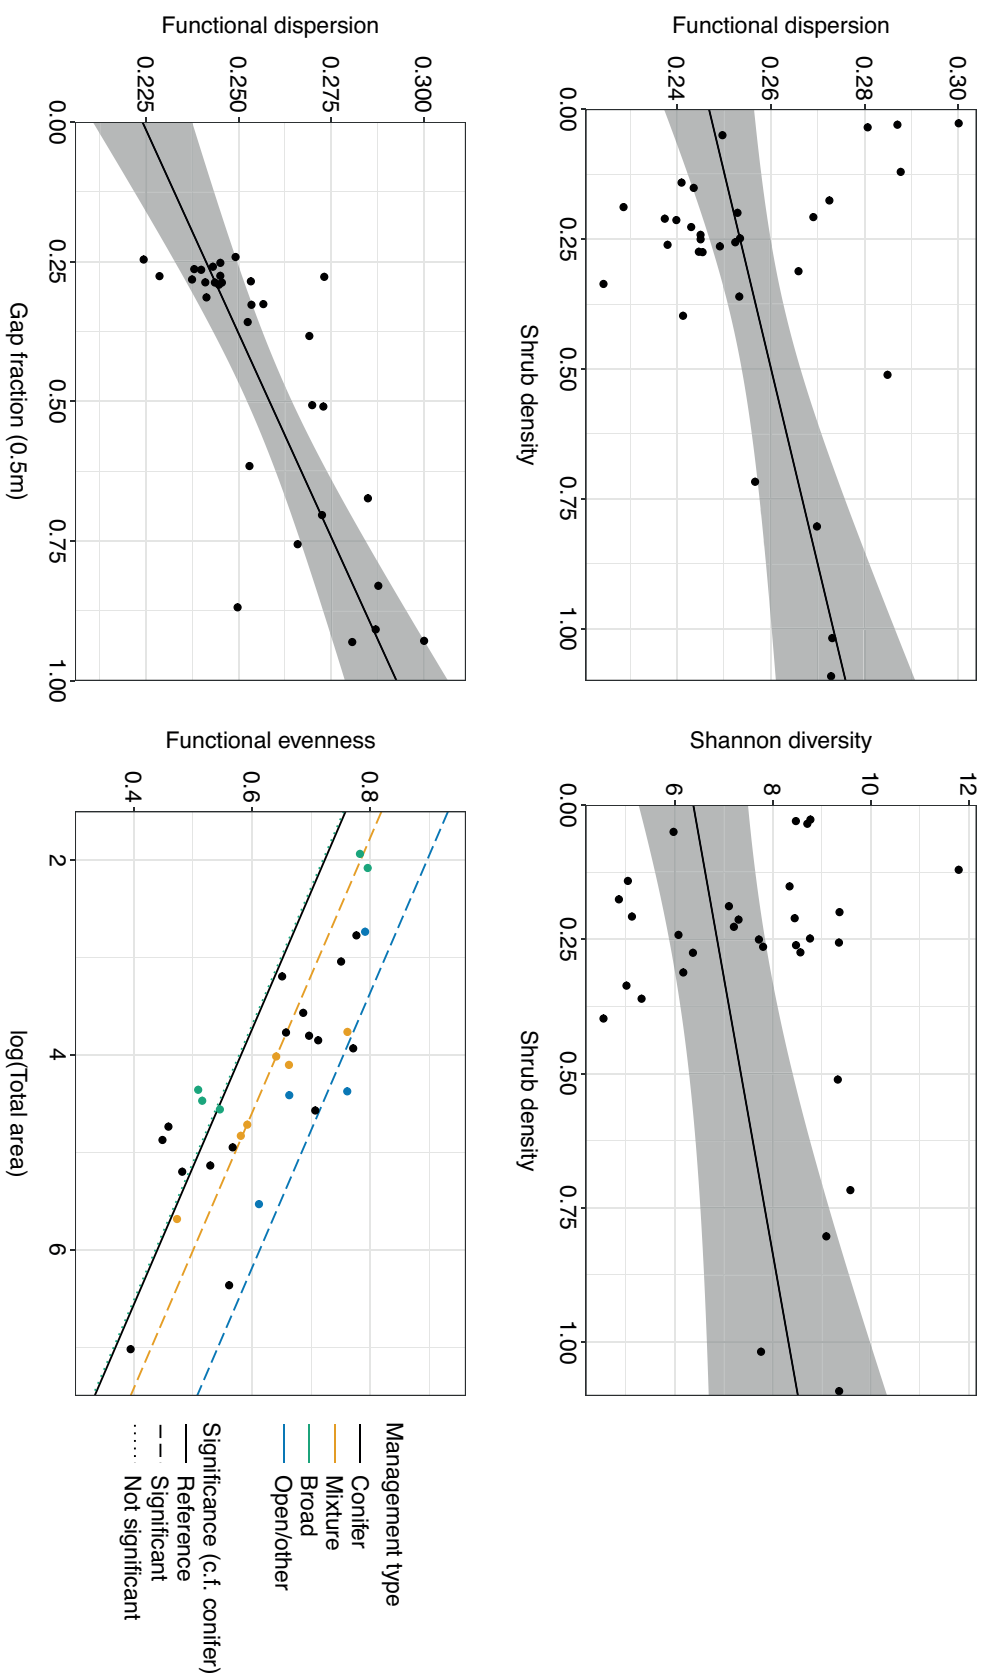 Functional dispersion
0.30
0.28
0.26
0.24
0.00
0.25
0.50
0.75
1.00
Shrub density
Shannon diversity
12
10
8
6
0.00
0.25
0.50
0.75
1.00
Shrub density
Functional dispersion
0.300
0.275
0.250
0.225
0.00
0.25
0.50
0.75
1.00
Gap fraction (0.5m)
Functional evenness
0.8
0.6
0.4
2
4
6
log(Total area)
Management type
Conifer
Mixture
Broad
Open/other
Significance (c.f. conifer)
Reference
Significant
Not significant